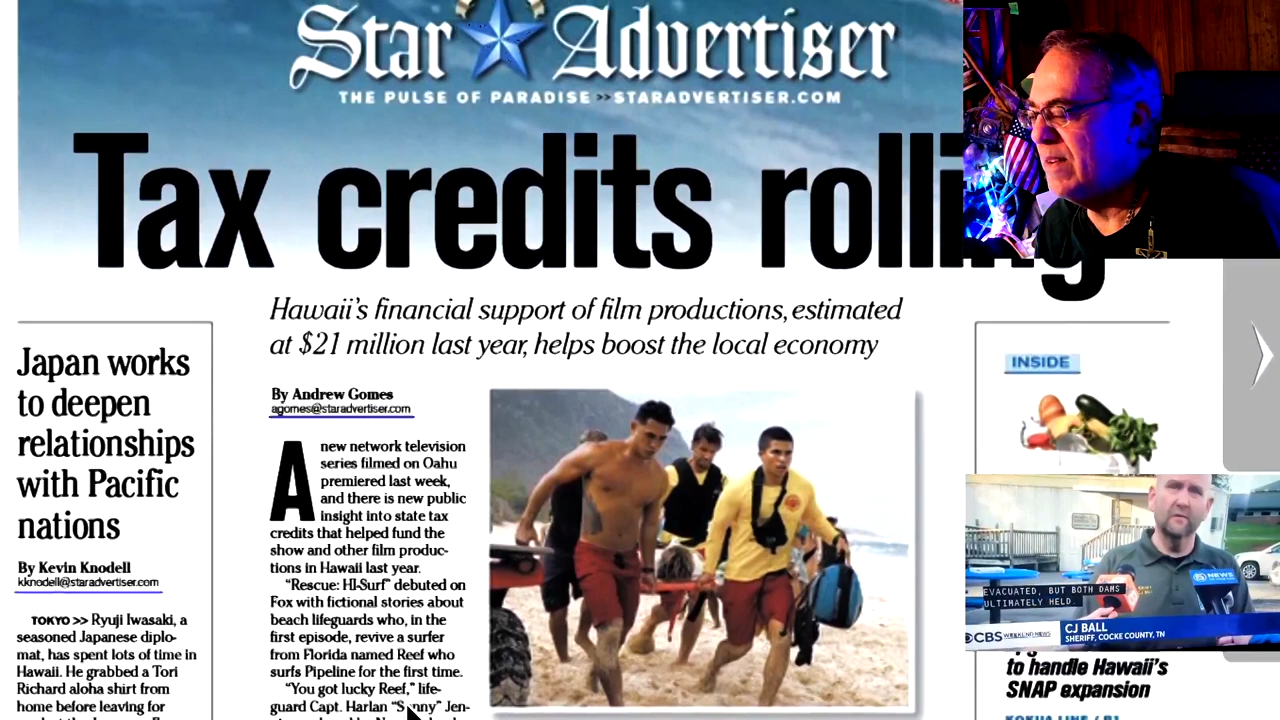 Star Advertiser
THE PULSE OF PARADISE >> STARADVERTISER.COM
Tax credits rolling
Hawaii's financial support of film productions, estimated
at $21 million last year, helps boost the local economy
Japan works
to deepen
relationships
with Pacific
nations
By Kevin Knodell
kknodell@staradvertiser.com
TOKYO >> Ryuji Iwasaki, a
seasoned Japanese diplo-
mat, has spent lots of time in
Hawaii. He grabbed a Tori
Richard aloha shirt from
home before leaving for
By Andrew Gomes
agomes@staradvertiser.com
A new network television
series filmed on Oahu
premiered last week,
and there is new public
insight into state tax
credits that helped fund the
show and other film produc-
tions in Hawaii last year.
"Rescue: HI-Surf" debuted on
Fox with fictional stories about
beach lifeguards who, in the
first episode, revive a surfer
from Florida named Reef who
surfs Pipeline for the first time.
"You got lucky Reef," life-
guard Capt. Harlan "Sonny" Jen-
INSIDE
EVACUATED, BUT BOTH DAMS
ULTIMATELY HELD.
NEWS
CBS WEEKEND NEWS
CJ BALL
SHERIFF, COCKE COUNTY, TN
to handle Hawaii's
SNAP expansion
KOKUA LINE / B1